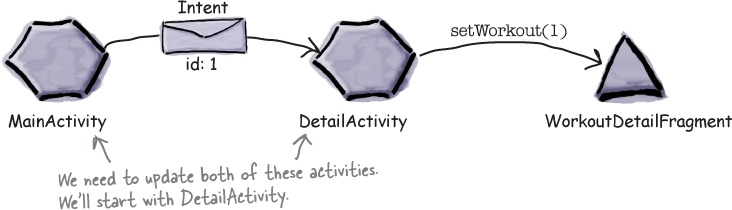 Intent
id: 1
setWorkout(1)
MainActivity
DetailActivity
WorkoutDetailFragment
We need to update both of these activities.
We'll start with DetailActivity.